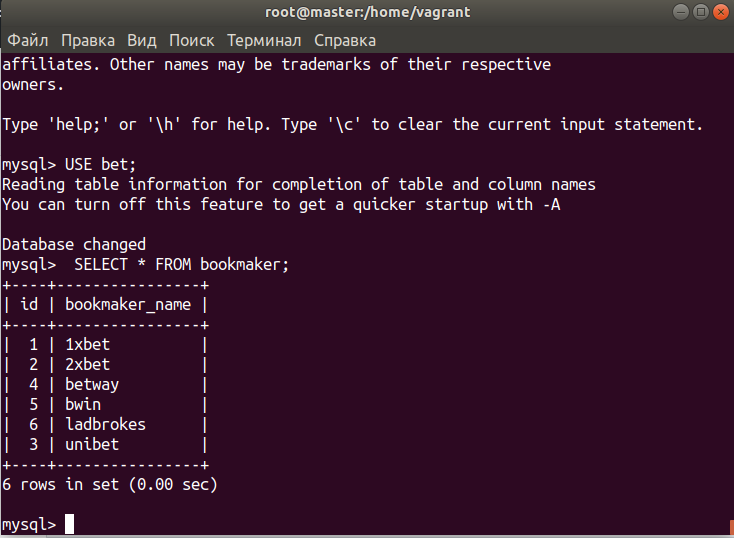 root@master:/home/vagrant
Файл Правка Вид Поиск Терминал Справка
affiliates. Other names may be trademarks of their respective
owners.
Type 'help;' or '\h' for help. Type '\c' to clear the current input statement.
mysql> USE bet;
Reading table information for completion of table and column names
You can turn off this feature to get a quicker startup with -A
Database changed
mysql>  SELECT * FROM bookmaker;
+----+----------------+
| id | bookmaker_name |
+----+----------------+
|  1 | 1xbet          |
|  2 | 2xbet          |
|  4 | betway         |
|  5 | bwin           |
|  6 | ladbrokes      |
|  3 | unibet         |
+----+----------------+
6 rows in set (0.00 sec)
mysql>